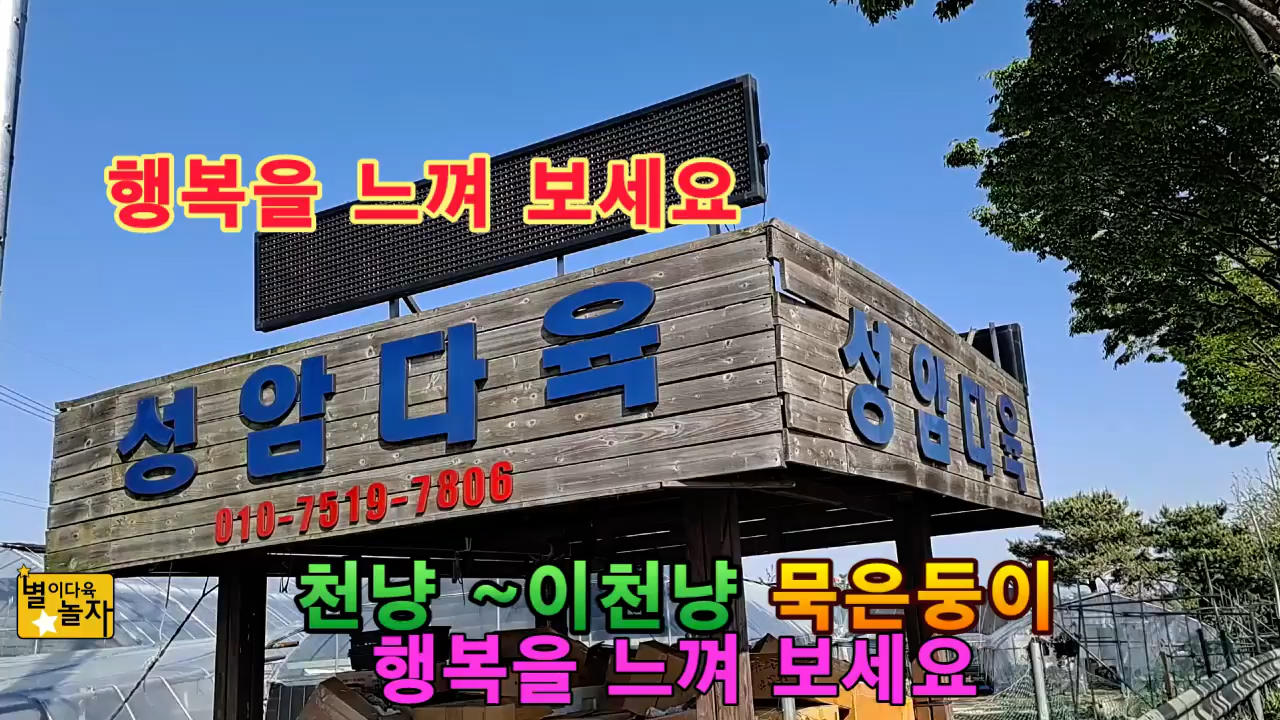 행복을 느껴 보세요
성암다육
성암다육
010-7519-7806
별이다육
놀자
천냥 ~이천냥 묵은둥이
행복을 느껴 보세요